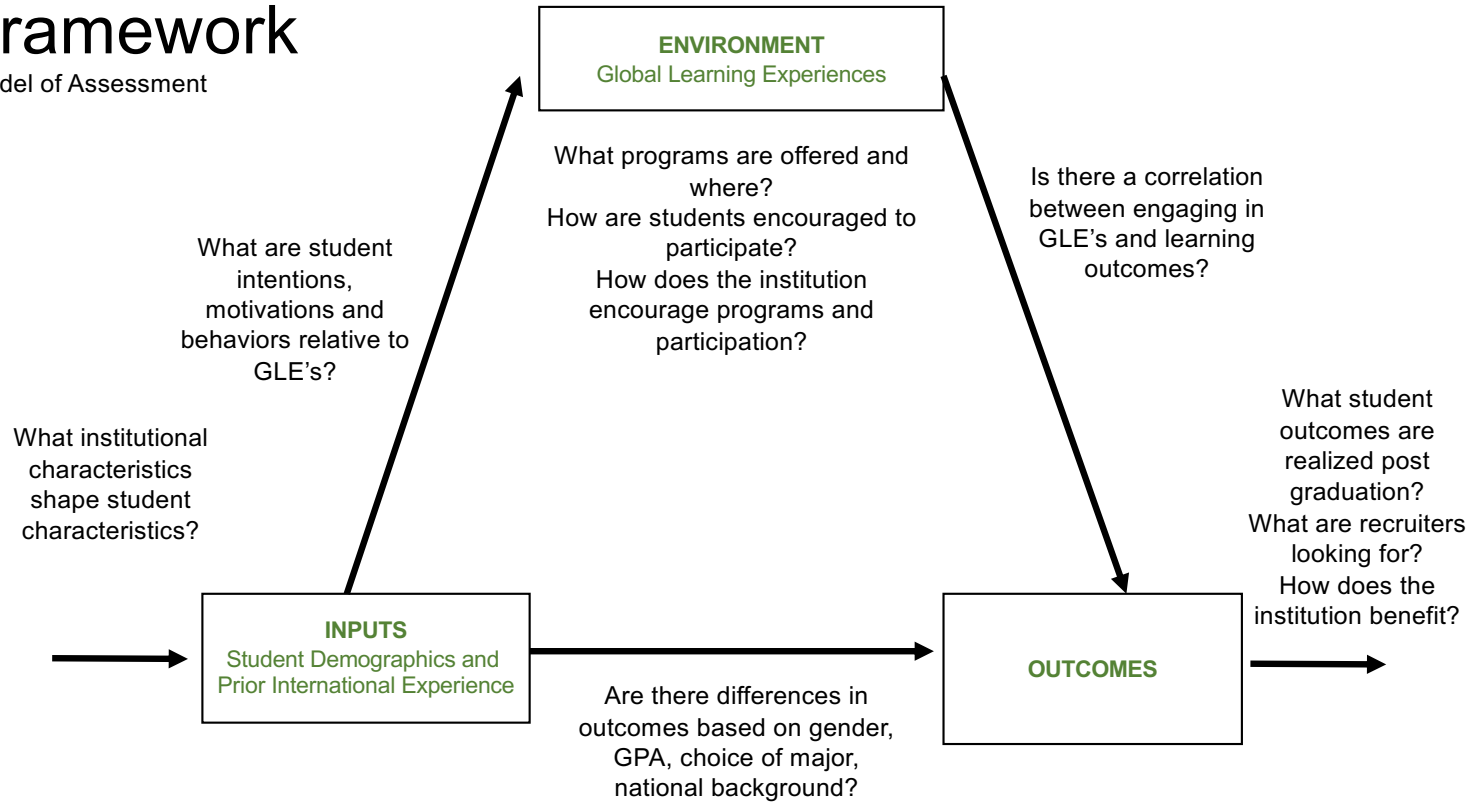 ramework
del of Assessment
ENVIRONMENT
Global Learning Experiences
What programs are offered and
where?
How are students encouraged to
participate?
How does the institution
encourage programs and
participation?
Is there a correlation
between engaging in
GLE's and learning
outcomes?
What are student
intentions,
motivations and
behaviors relative to
GLE’s?
What institutional
characteristics
shape student
characteristics?
What student
outcomes are
realized post
graduation?
What are recruiters
looking for?
How does the
institution benefit?
INPUTS
Student Demographics and
Prior International Experience
OUTCOMES
Are there differences in
outcomes based on gender,
GPA, choice of major,
national background?